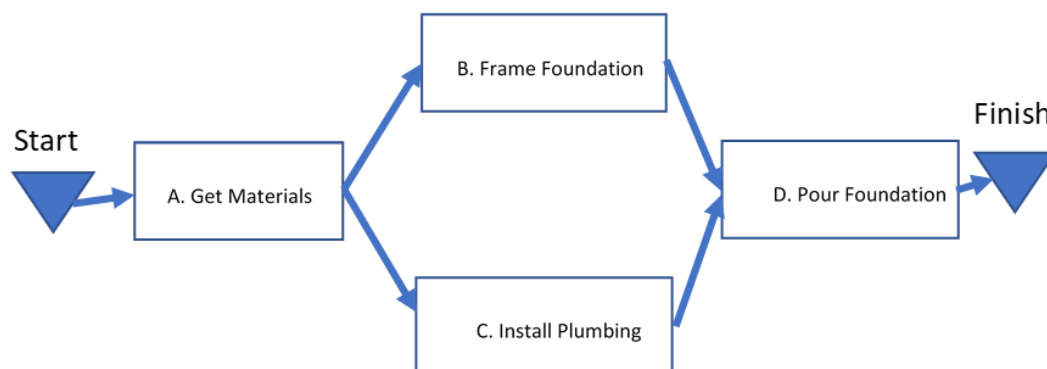 B. Frame Foundation
Start
Finish
A. Get Materials
D. Pour Foundation
C. Install Plumbing